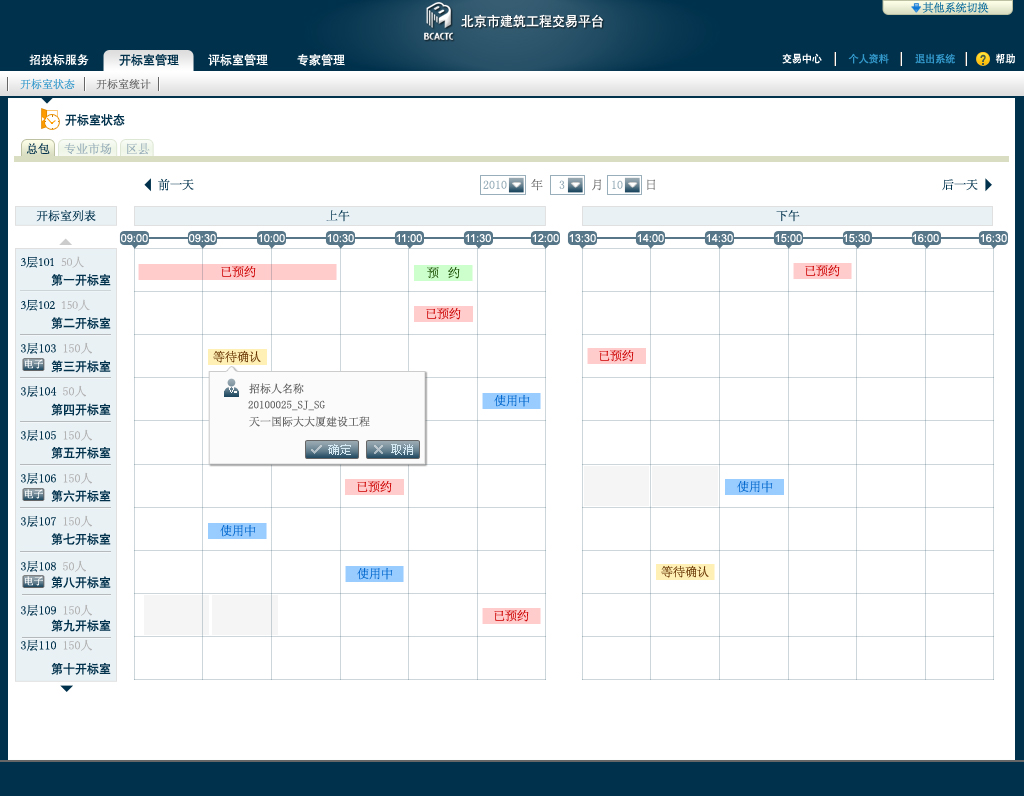 其他系统切换
BCACTC
北京市建筑工程交易平台
招投标服务 开标室管理 评标室管理 专家管理 交易中心 个人资料 退出系统 ? 帮助
开标室状态 开标室统计
开标室状态
总包 专业市场 区县
前一天 2010 年 3 月 10 日 后一天
开标室列表 上午 下午
09:00 09:30 10:00 10:30 11:00 11:30 12:00 13:30 14:00 14:30 15:00 15:30 16:00 16:30
3层101 50人
第一开标室 已预约 预 约 已预约
3层102 150人
第二开标室 已预约
3层103 150人
电子 第三开标室 等待确认 已预约
招标人名称
20100025_SJ_SG
天一国际大大厦建设工程
确定 取消
3层104 50人
第四开标室 使用中
3层105 150人
第五开标室
3层106 150人
电子 第六开标室 已预约 使用中
3层107 150人
第七开标室 使用中
3层108 50人
电子 第八开标室 使用中 等待确认
3层109 150人
第九开标室 已预约
3层110 150人
第十开标室